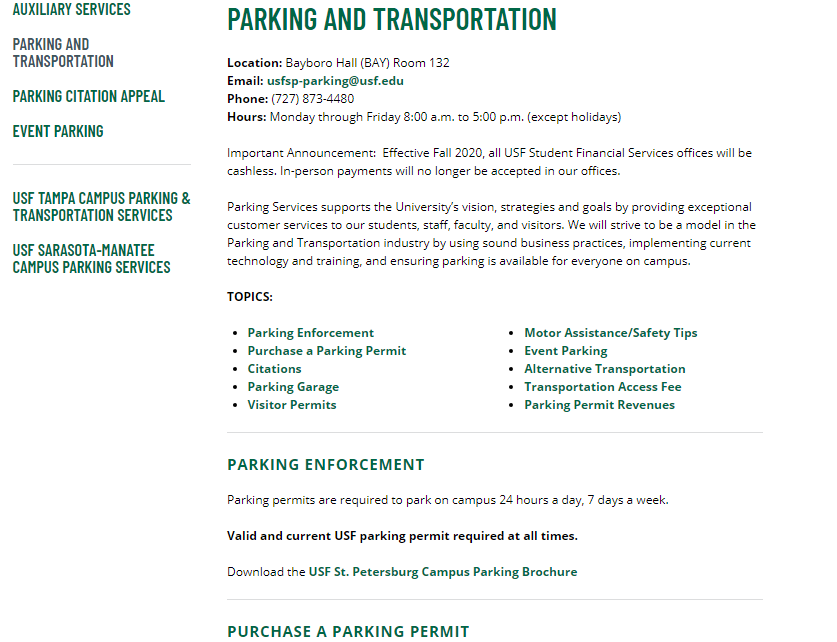 AUXILIARY SERVICES
PARKING AND
TRANSPORTATION
PARKING CITATION APPEAL
EVENT PARKING
USF TAMPA CAMPUS PARKING &
TRANSPORTATION SERVICES
USF SARASOTA-MANATEE
CAMPUS PARKING SERVICES
PARKING AND TRANSPORTATION
Location: Bayboro Hall (BAY) Room 132
Email: usfsp-parking@usf.edu
Phone: (727) 873-4480
Hours: Monday through Friday 8:00 a.m. to 5:00 p.m. (except holidays)
Important Announcement:  Effective Fall 2020, all USF Student Financial Services offices will be
cashless. In-person payments will no longer be accepted in our offices.
Parking Services supports the University's vision, strategies and goals by providing exceptional
customer services to our students, staff, faculty, and visitors. We will strive to be a model in the
Parking and Transportation industry by using sound business practices, implementing current
technology and training, and ensuring parking is available for everyone on campus.
TOPICS:
• Parking Enforcement
• Purchase a Parking Permit
• Citations
• Parking Garage
• Visitor Permits
• Motor Assistance/Safety Tips
• Event Parking
• Alternative Transportation
• Transportation Access Fee
• Parking Permit Revenues
PARKING ENFORCEMENT
Parking permits are required to park on campus 24 hours a day, 7 days a week.
Valid and current USF parking permit required at all times.
Download the USF St. Petersburg Campus Parking Brochure
PURCHASE A PARKING PERMIT